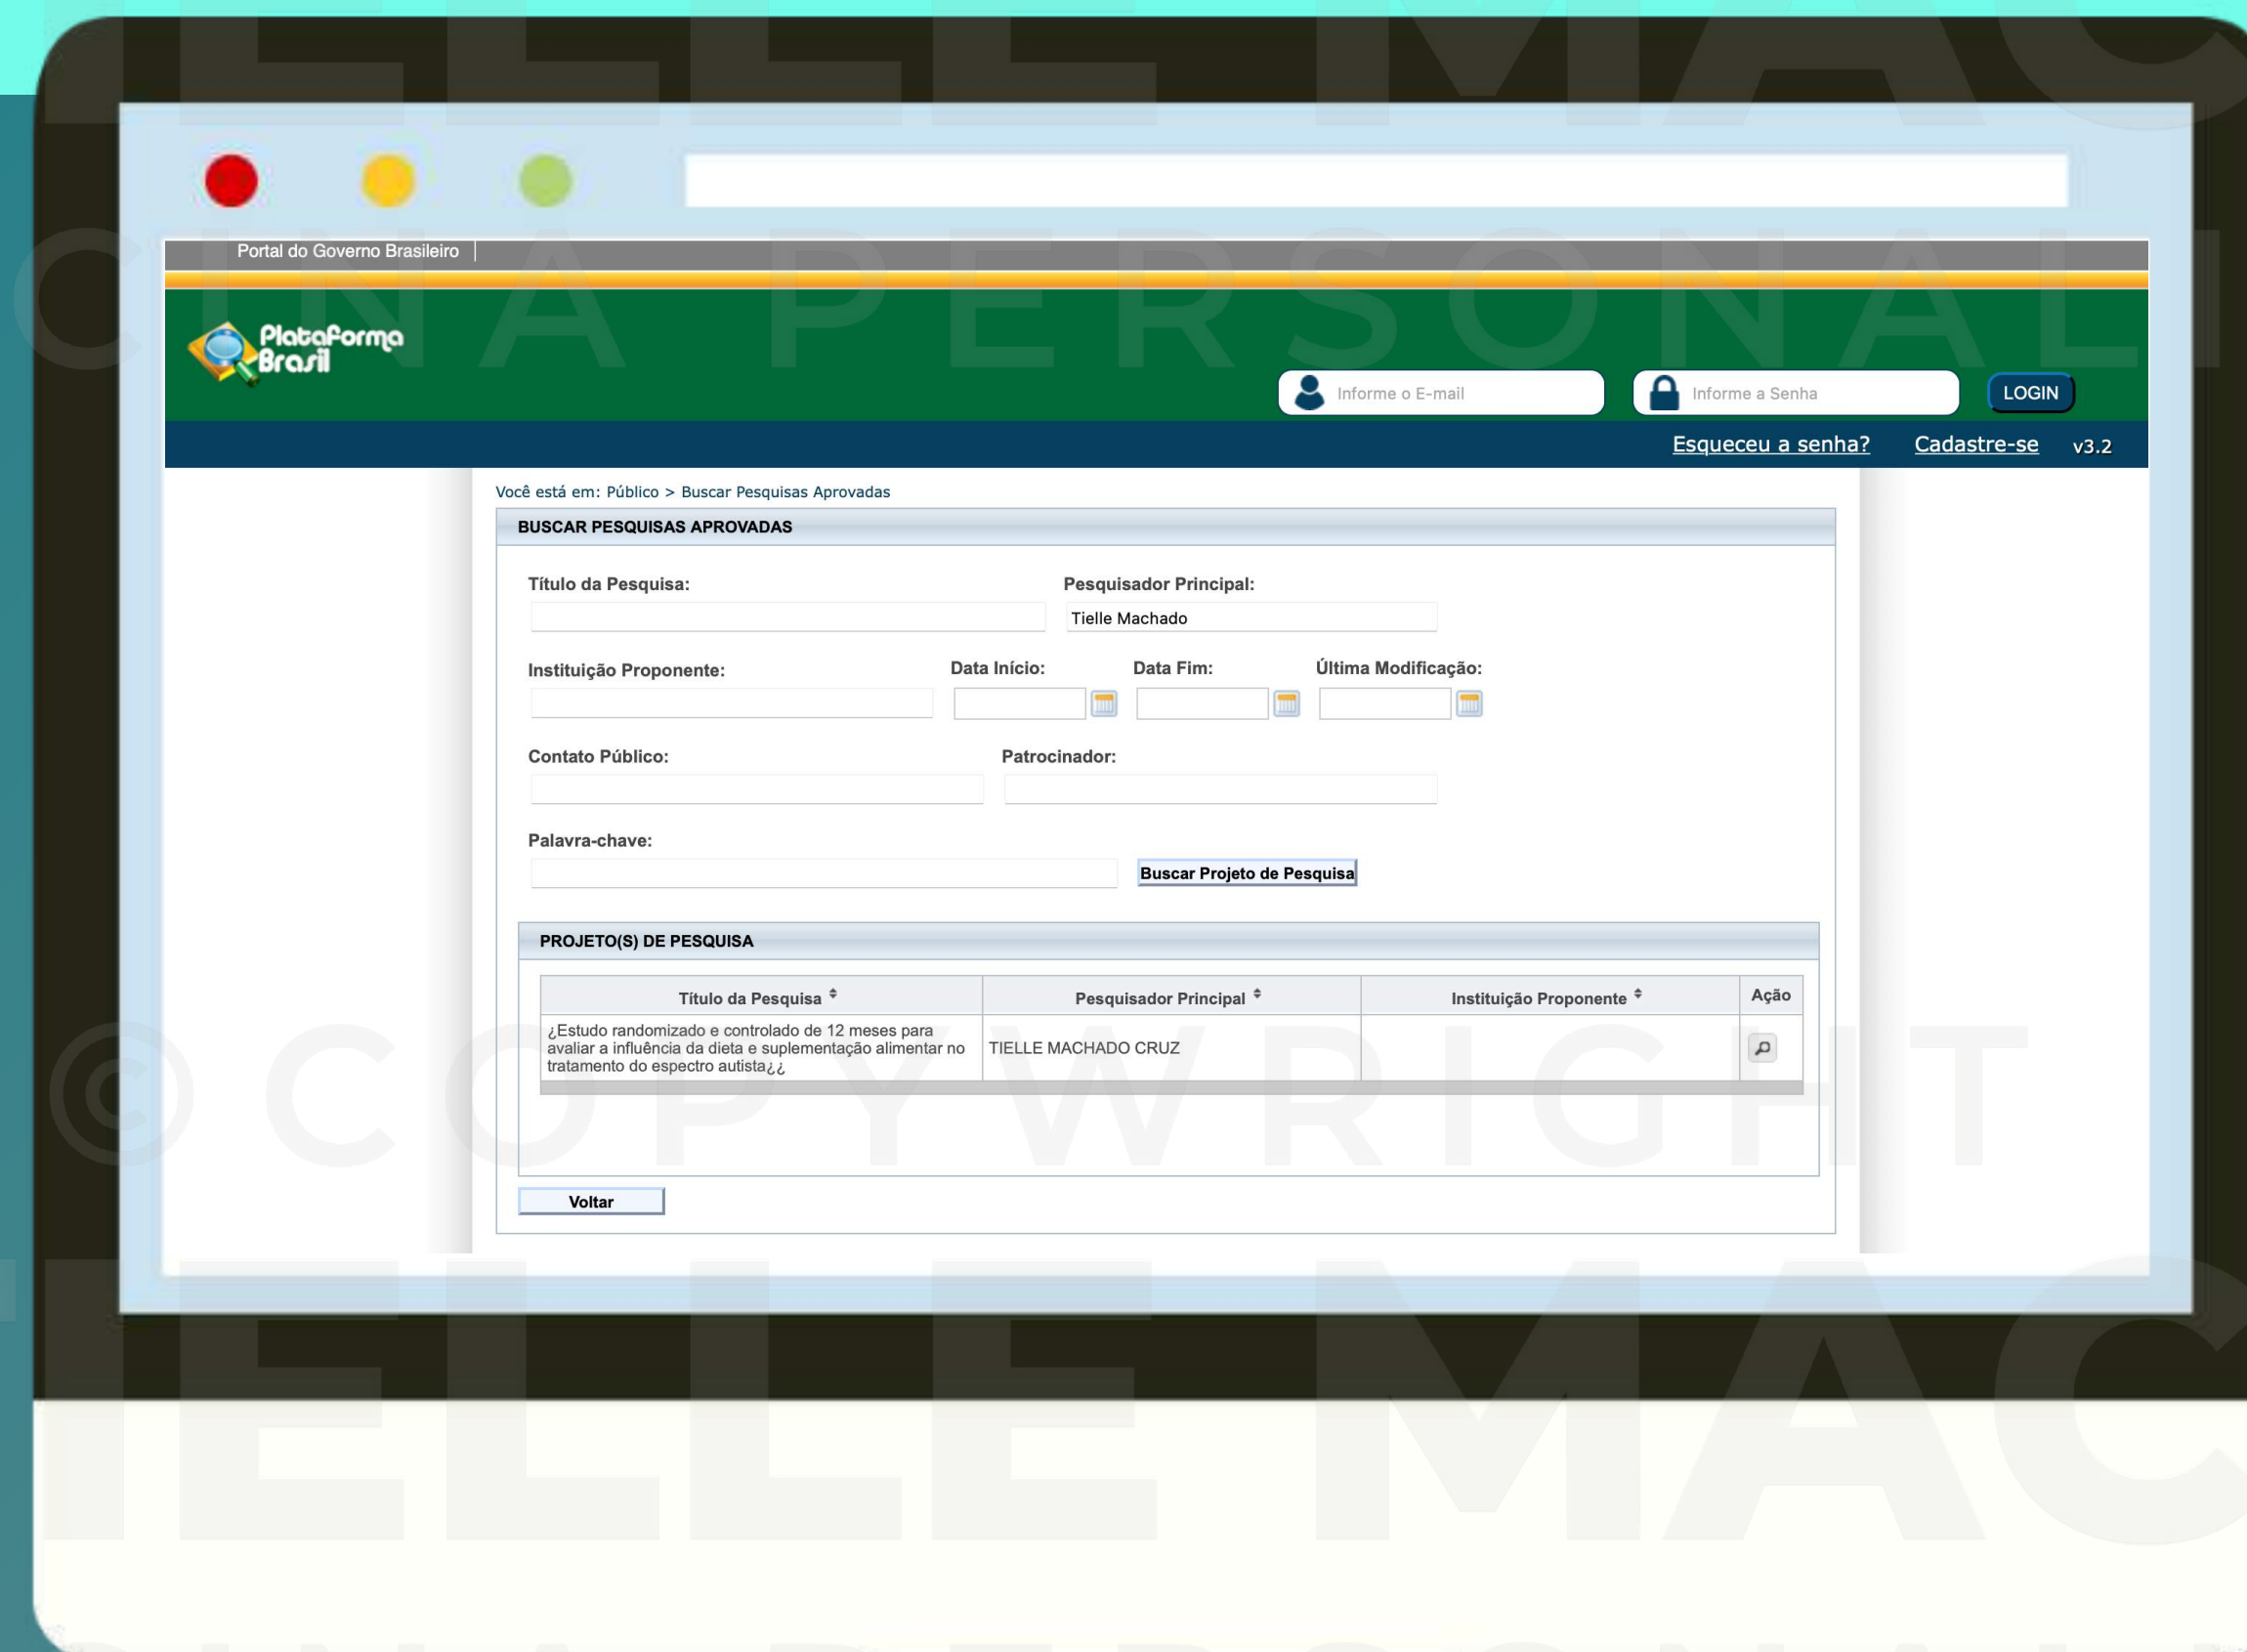 Portal do Governo Brasileiro
Plataforma
Brasil
Informe o E-mail
Informe a Senha
LOGIN
Esqueceu a senha? Cadastre-se v3.2
Você está em: Público > Buscar Pesquisas Aprovadas
BUSCAR PESQUISAS APROVADAS
Título da Pesquisa: Pesquisador Principal:
Tielle Machado
Instituição Proponente: Data Início: Data Fim: Última Modificação:
Contato Público: Patrocinador:
Palavra-chave:
Buscar Projeto de Pesquisa
PROJETO(S) DE PESQUISA
Título da Pesquisa Pesquisador Principal Instituição Proponente Ação
¿Estudo randomizado e controlado de 12 meses para
avaliar a influência da dieta e suplementação alimentar no
tratamento do espectro autista¿¿
TIELLE MACHADO CRUZ
Voltar
© COPYWRIGHT